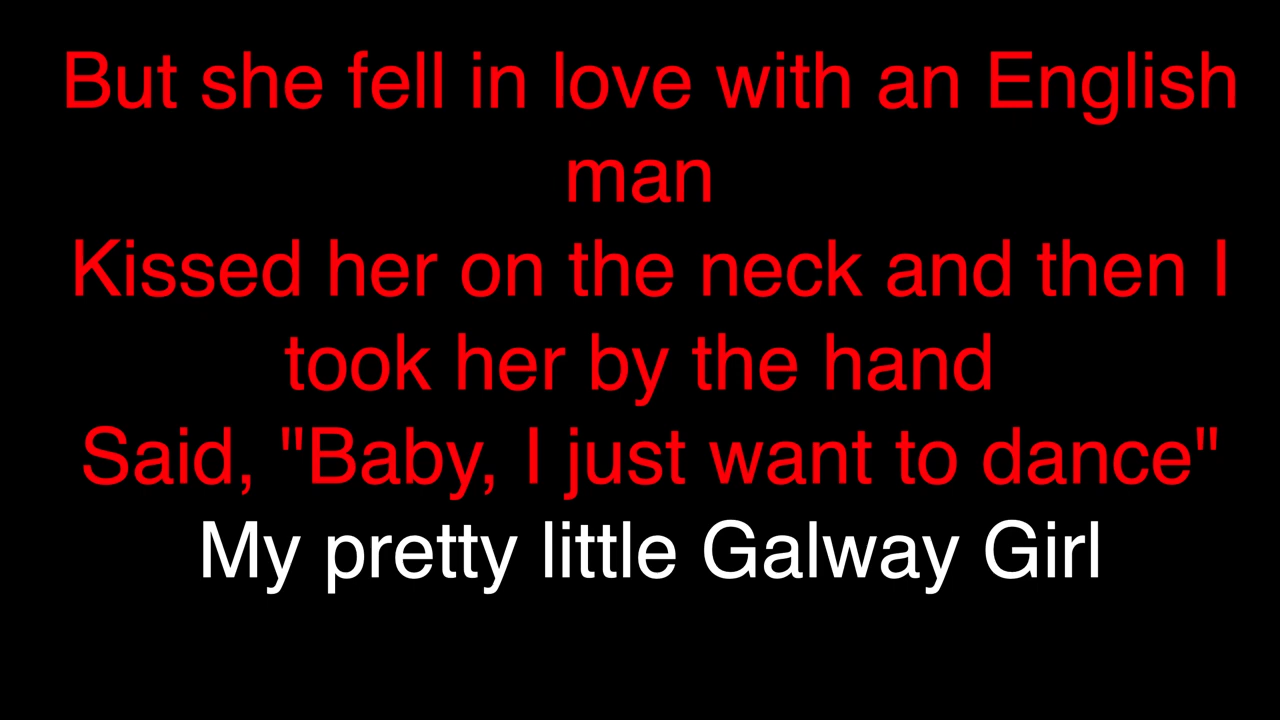 But she fell in love with an English
man
Kissed her on the neck and then I
took her by the hand
Said, "Baby, I just want to dance"
My pretty little Galway Girl